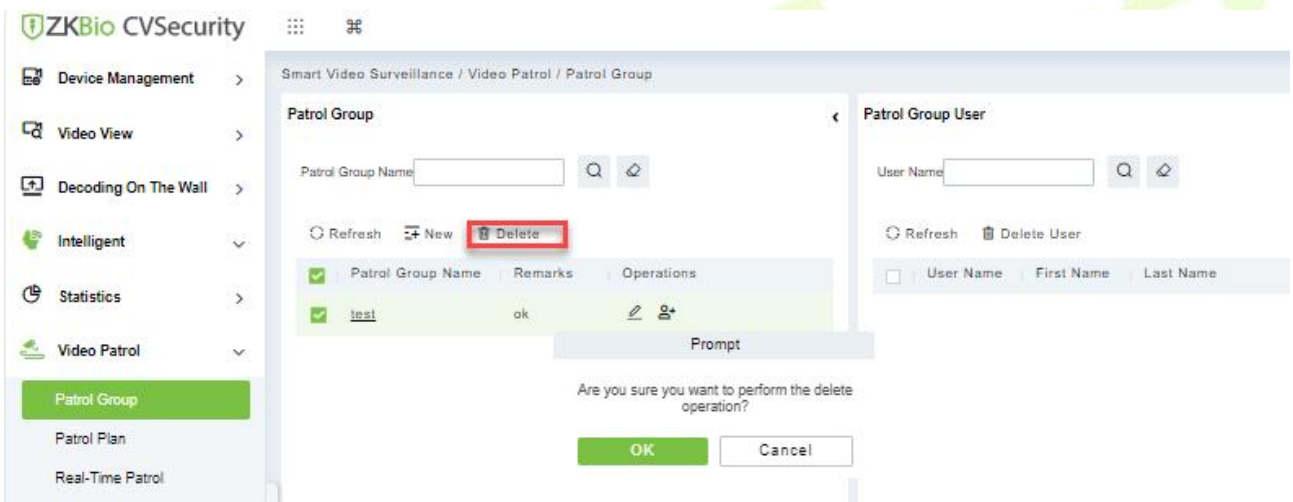 ZKBio CVSecurity
Device Management
Video View
Decoding On The Wall
Intelligent
Statistics
Video Patrol
Patrol Group
Patrol Plan
Real-Time Patrol
Smart Video Surveillance / Video Patrol / Patrol Group
Patrol Group
Patrol Group Name
Refresh New Delete
Patrol Group Name Remarks Operations
test ok
Patrol Group User
User Name
Refresh Delete User
User Name First Name Last Name
Prompt
Are you sure you want to perform the delete
operation?
OK Cancel